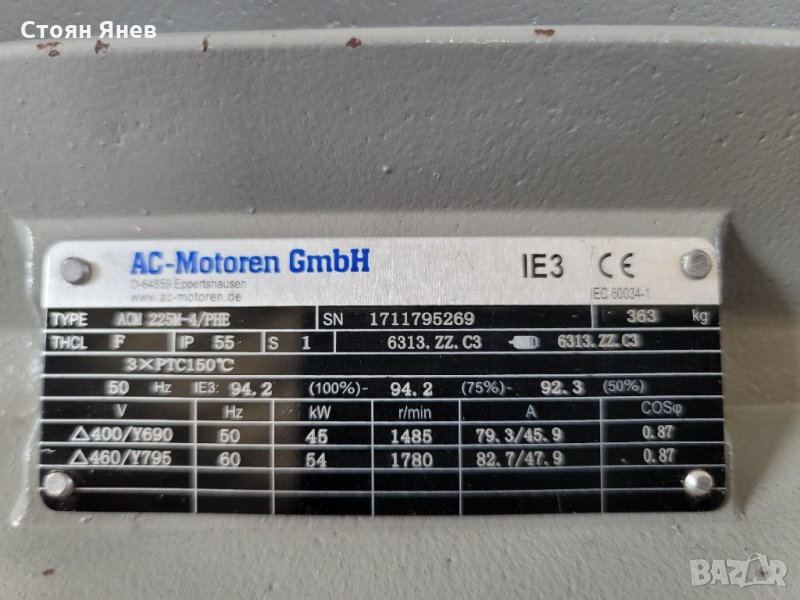 Стоян Янев
AC-Motoren GmbH
IE3 CE
D-64859 Eppertshausen
www.ac-motoren.de
IEC 60034-1
TYPE ACM 225M-4/PHE SN 1711795269 363 kg
THCL F IP 55 S 1 6313.ZZ.C3 6313.ZZ.C3
3×PTC150℃
50 Hz IE3: 94.2 (100%)- 94.2 (75%)- 92.3 (50%)
V Hz kW r/min A COSφ
△400/Y690 50 45 1485 79.3/45.9 0.87
△460/Y795 60 54 1780 82.7/47.9 0.87
BAZAR